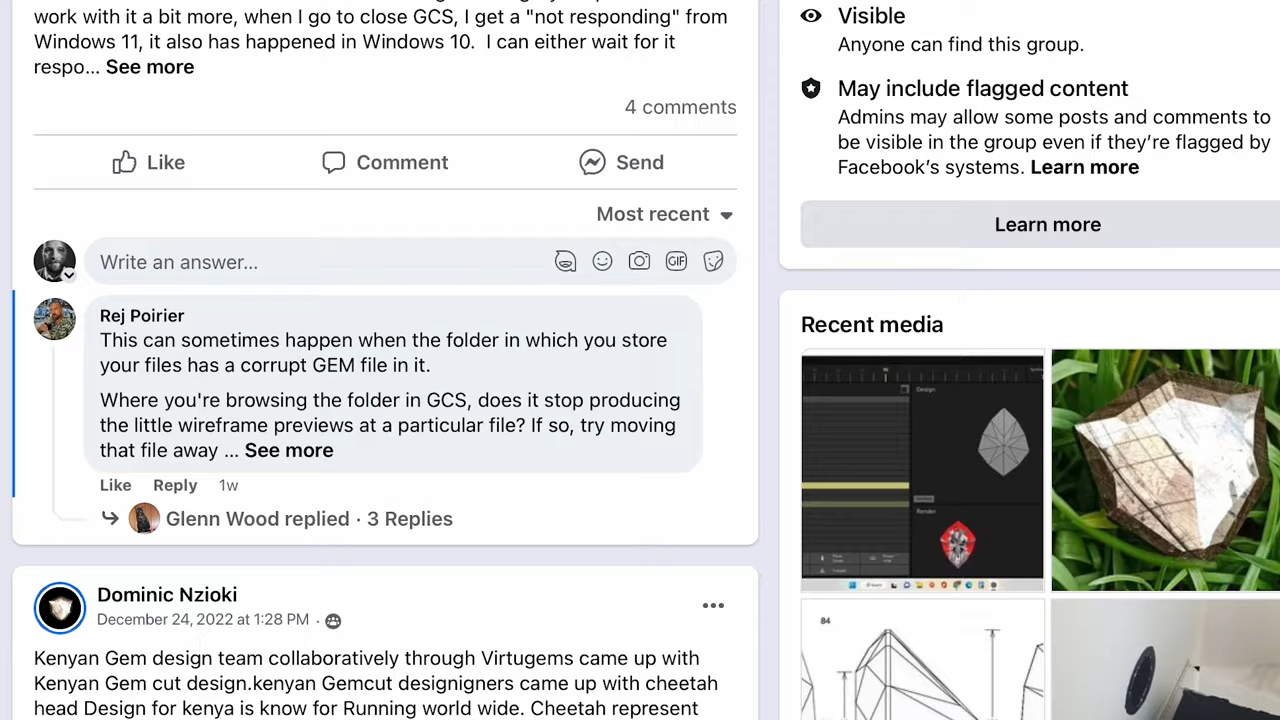 work with it a bit more, when I go to close GCS, I get a "not responding" from
Windows 11, it also has happened in Windows 10.  I can either wait for it
respo... See more
4 comments
Like
Comment
Send
Most recent
Write an answer...
GIF
Rej Poirier
This can sometimes happen when the folder in which you store
your files has a corrupt GEM file in it.
Where you're browsing the folder in GCS, does it stop producing
the little wireframe previews at a particular file? If so, try moving
that file away ... See more
Like Reply 1w
Glenn Wood replied · 3 Replies
Dominic Nzioki
December 24, 2022 at 1:28 PM ·
Kenyan Gem design team collaboratively through Virtugems came up with
Kenyan Gem cut design.kenyan Gemcut designigners came up with cheetah
head Design for kenya is know for Running world wide. Cheetah represent
Visible
Anyone can find this group.
May include flagged content
Admins may allow some posts and comments to
be visible in the group even if they’re flagged by
Facebook’s systems. Learn more
Learn more
Recent media
Design
Render
84